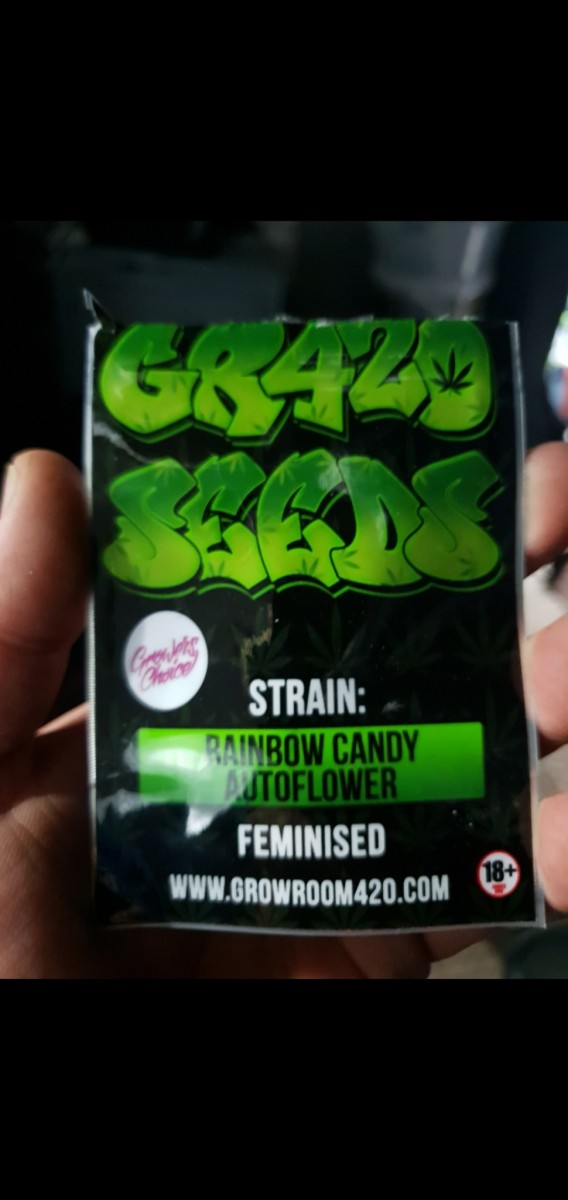 GR420
SEEDS
Growers
Choice
STRAIN:
RAINBOW CANDY
AUTOFLOWER
FEMINISED
WWW.GROWROOM420.COM
18+